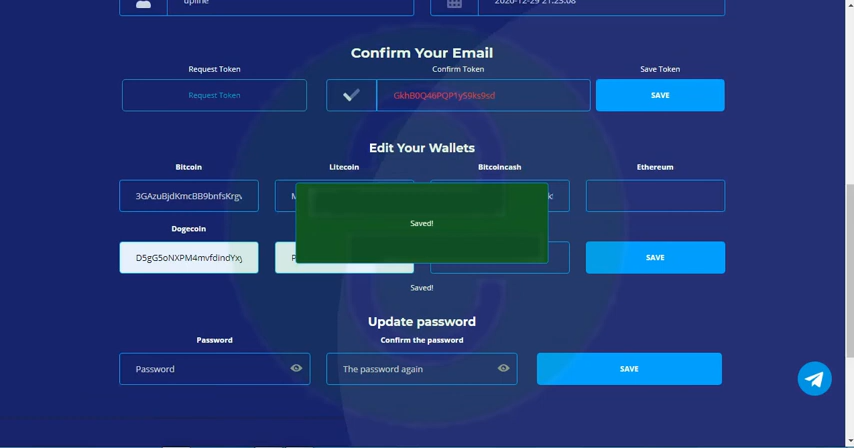 upline
2020-12-29 21:23:08
Confirm Your Email
Request Token
Confirm Token
Save Token
Request Token
GkhB0Q46PQP1yS9ks9sd
SAVE
Edit Your Wallets
Bitcoin
Litecoin
Bitcoincash
Ethereum
3GAzuBjdKmcBB9bnfsKrgv
M
Saved!
Dogecoin
D5gG5oNXPM4mvfdindYxy
P
SAVE
Saved!
Update password
Password
Confirm the password
Password
The password again
SAVE